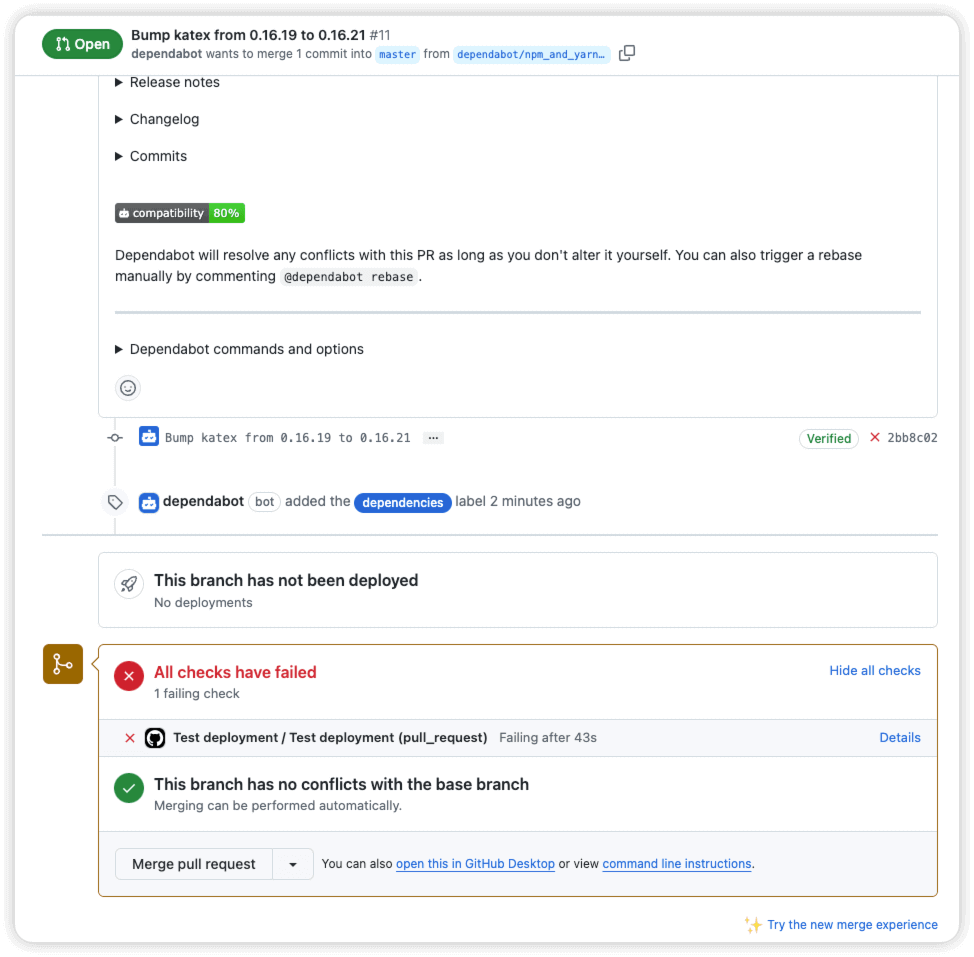 Open
Bump katex from 0.16.19 to 0.16.21 #11
dependabot wants to merge 1 commit into master from dependabot/npm_and_yarn…
Release notes
Changelog
Commits
compatibility 80%
Dependabot will resolve any conflicts with this PR as long as you don't alter it yourself. You can also trigger a rebase
manually by commenting @dependabot rebase.
Dependabot commands and options
Bump katex from 0.16.19 to 0.16.21 …
Verified
2bb8c02
dependabot bot added the dependencies label 2 minutes ago
This branch has not been deployed
No deployments
All checks have failed
Hide all checks
1 failing check
Test deployment / Test deployment (pull_request) Failing after 43s
Details
This branch has no conflicts with the base branch
Merging can be performed automatically.
Merge pull request
You can also open this in GitHub Desktop or view command line instructions.
Try the new merge experience